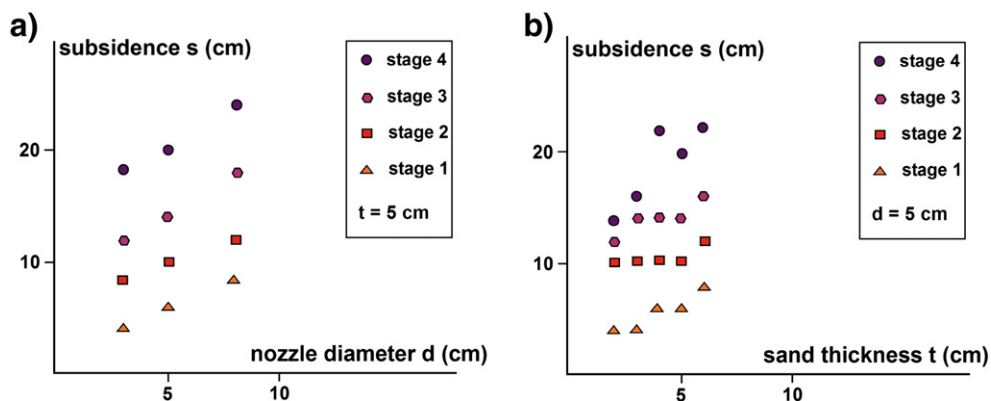 a)
subsidence s (cm)
stage 4
stage 3
stage 2
stage 1
t = 5 cm
20
10
nozzle diameter d (cm)
5
10
b)
subsidence s (cm)
stage 4
stage 3
stage 2
stage 1
d = 5 cm
20
10
sand thickness t (cm)
5
10